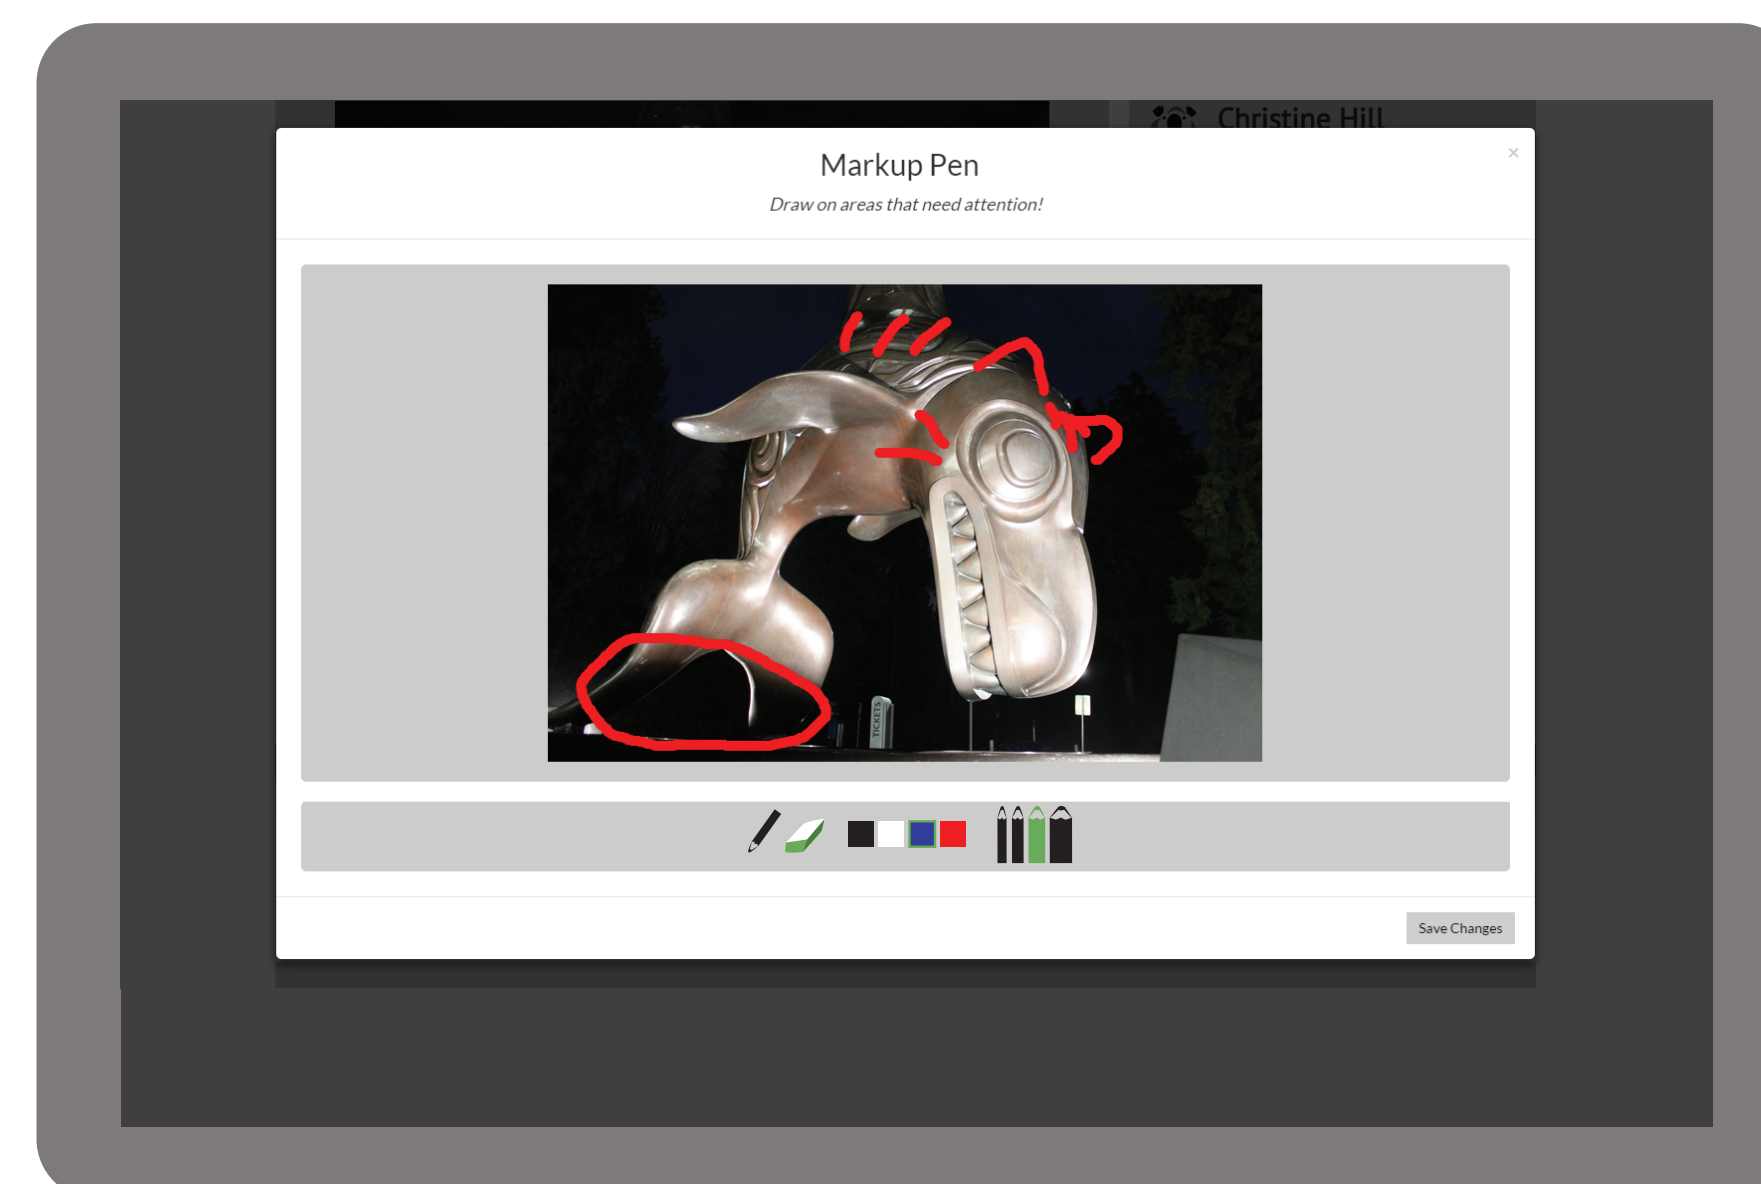 Christine Hill
Markup Pen
×
Draw on areas that need attention!
TICKETS
Save Changes